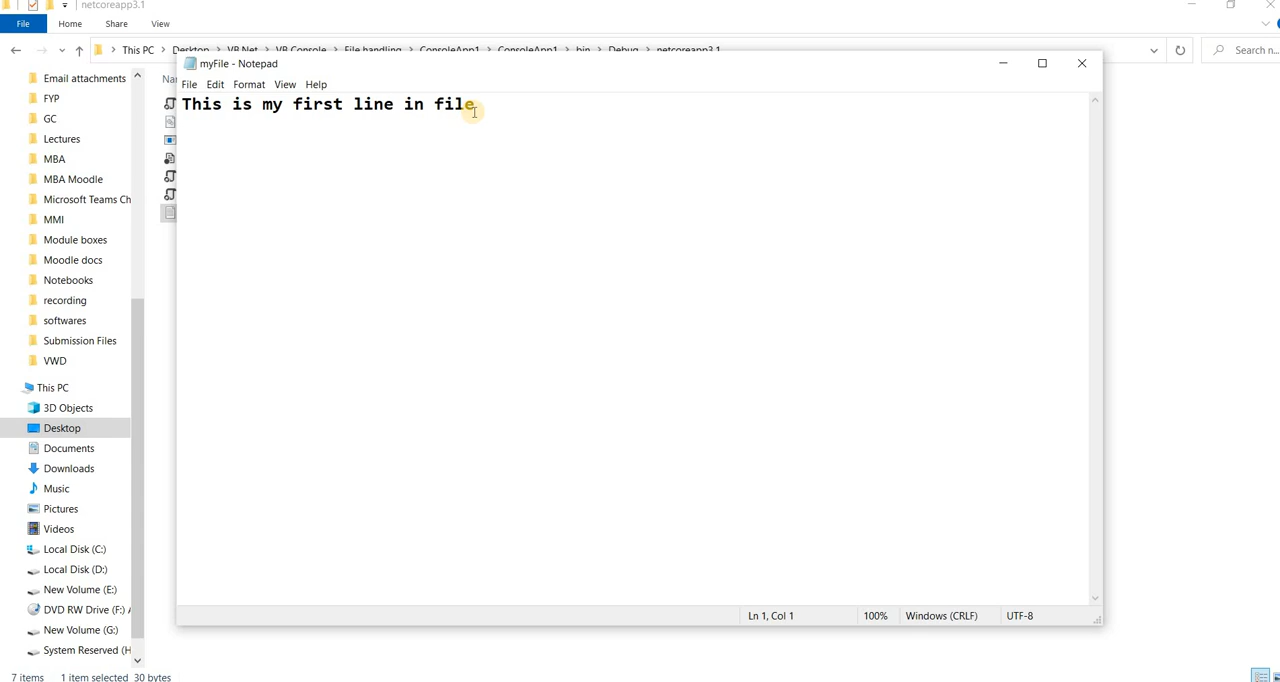 netcoreapp3.1
File Home Share View
This PC > Desktop > VB.Net > VB Console > File handling > ConsoleApp1 > ConsoleApp1 > bin > Debug > netcoreapp3.1
Search n...
myFile - Notepad
File Edit Format View Help
This is my first line in file
Email attachments
FYP
GC
Lectures
MBA
MBA Moodle
Microsoft Teams Ch
MMI
Module boxes
Moodle docs
Notebooks
recording
softwares
Submission Files
VWD
This PC
3D Objects
Desktop
Documents
Downloads
Music
Pictures
Videos
Local Disk (C:)
Local Disk (D:)
New Volume (E:)
DVD RW Drive (F:) A
New Volume (G:)
System Reserved (H
Ln 1, Col 1
100%
Windows (CRLF)
UTF-8
7 items 1 item selected 30 bytes